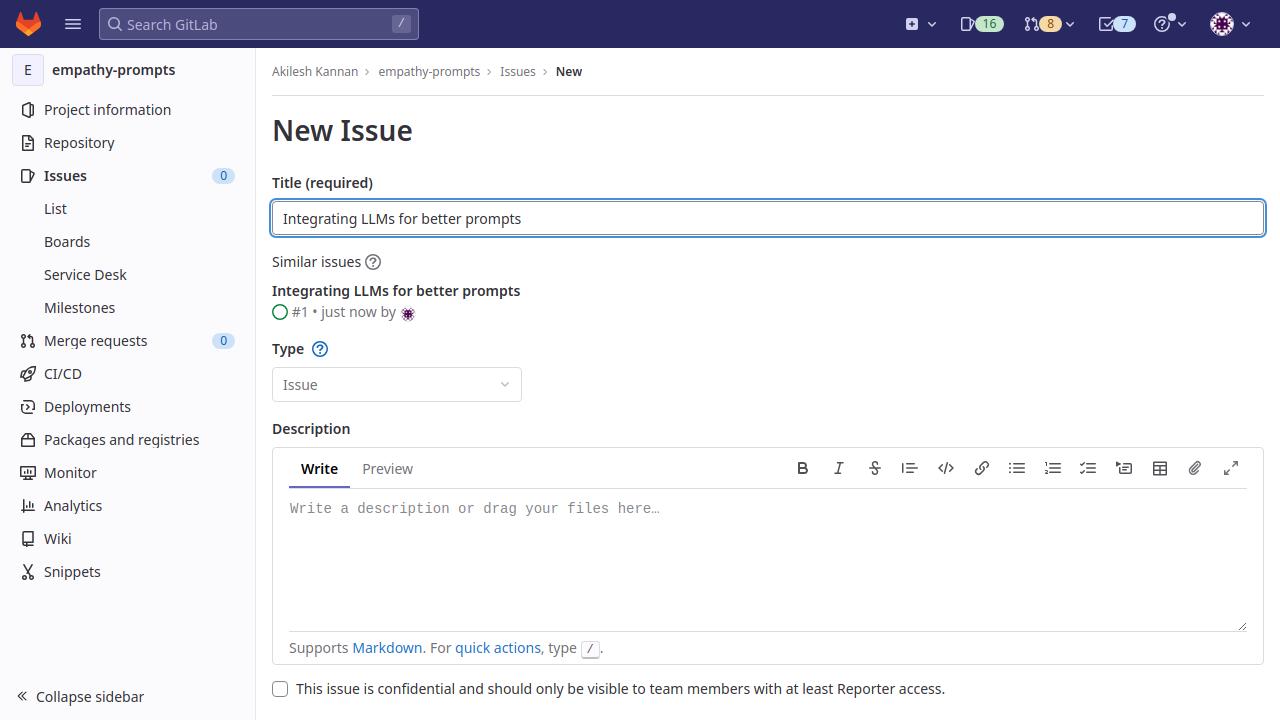 Search GitLab
/
16
8
7
E
empathy-prompts
Project information
Repository
Issues
0
List
Boards
Service Desk
Milestones
Merge requests
0
CI/CD
Deployments
Packages and registries
Monitor
Analytics
Wiki
Snippets
Collapse sidebar
Akilesh Kannan
empathy-prompts
Issues
New
New Issue
Title (required)
Integrating LLMs for better prompts
Similar issues
Integrating LLMs for better prompts
#1 • just now by
Type
Issue
Description
Write
Preview
Write a description or drag your files here…
Supports Markdown. For quick actions, type /.
This issue is confidential and should only be visible to team members with at least Reporter access.